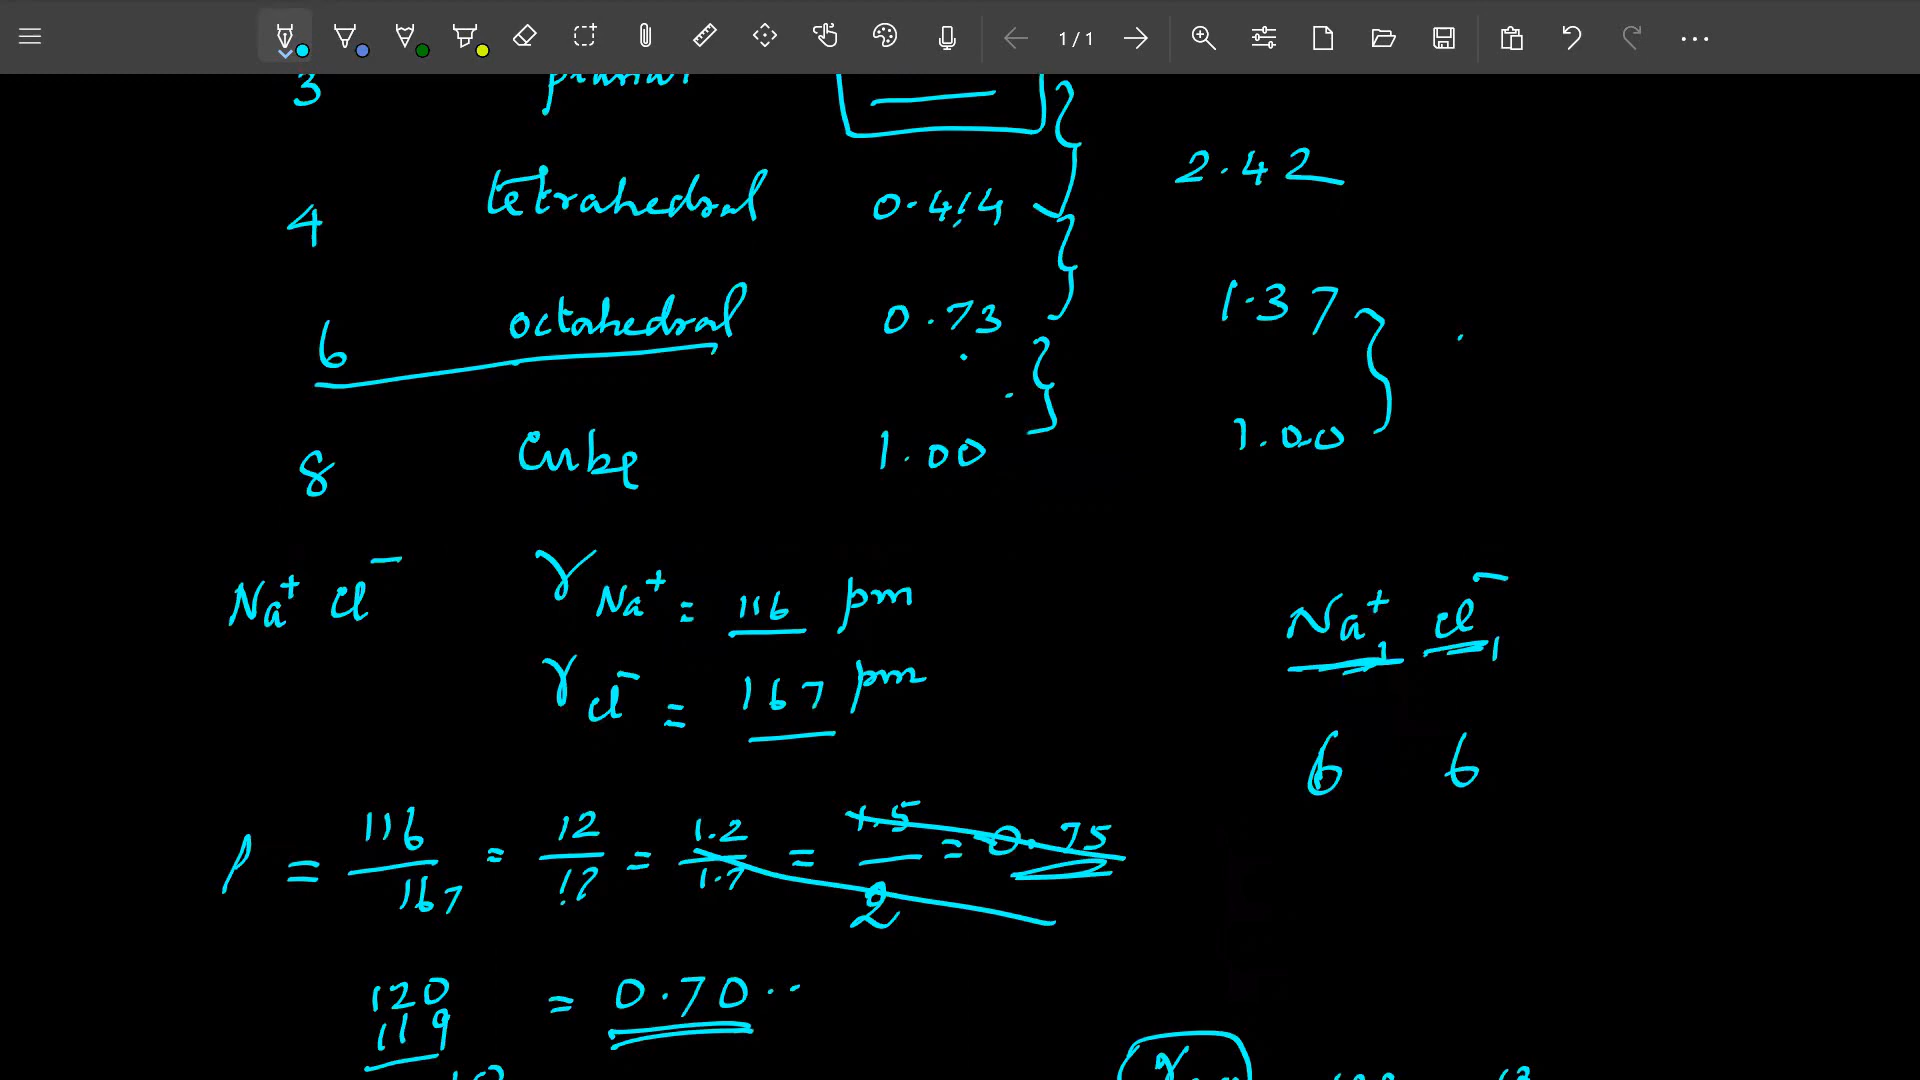 1 / 1
3
4 tetrahedral 0.414 2.42
6 octahedral 0.73 1.37
8 Cube 1.00 1.00
Na+ Cl− γNa+ = 116 pm
γCl− = 167 pm
Na+1 Cl−1
6 6
ρ = 116/167 = 12/17 = 1.2/1.7 = 1.5/2 = 0.75
120 = 0.70..
119